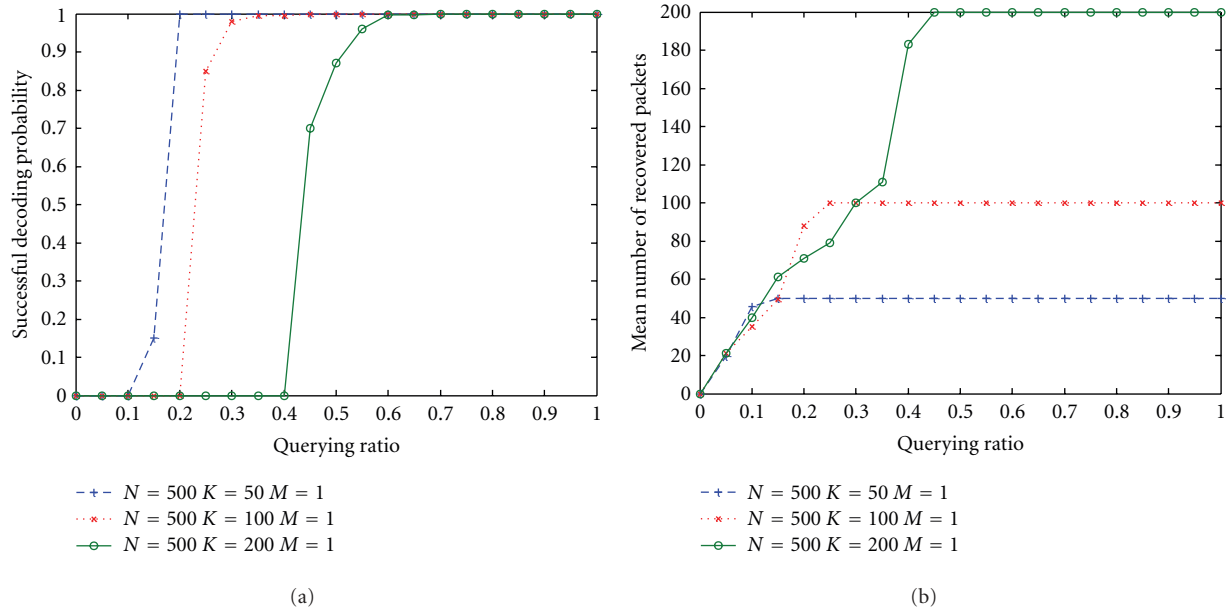 1
0.9
0.8
0.7
0.6
0.5
0.4
0.3
0.2
0.1
0
Successful decoding probability
0 0.1 0.2 0.3 0.4 0.5 0.6 0.7 0.8 0.9 1
Querying ratio
N = 500 K = 50 M = 1
N = 500 K = 100 M = 1
N = 500 K = 200 M = 1
(a)
200
180
160
140
120
100
80
60
40
20
0
Mean number of recovered packets
0 0.1 0.2 0.3 0.4 0.5 0.6 0.7 0.8 0.9 1
Querying ratio
N = 500 K = 50 M = 1
N = 500 K = 100 M = 1
N = 500 K = 200 M = 1
(b)